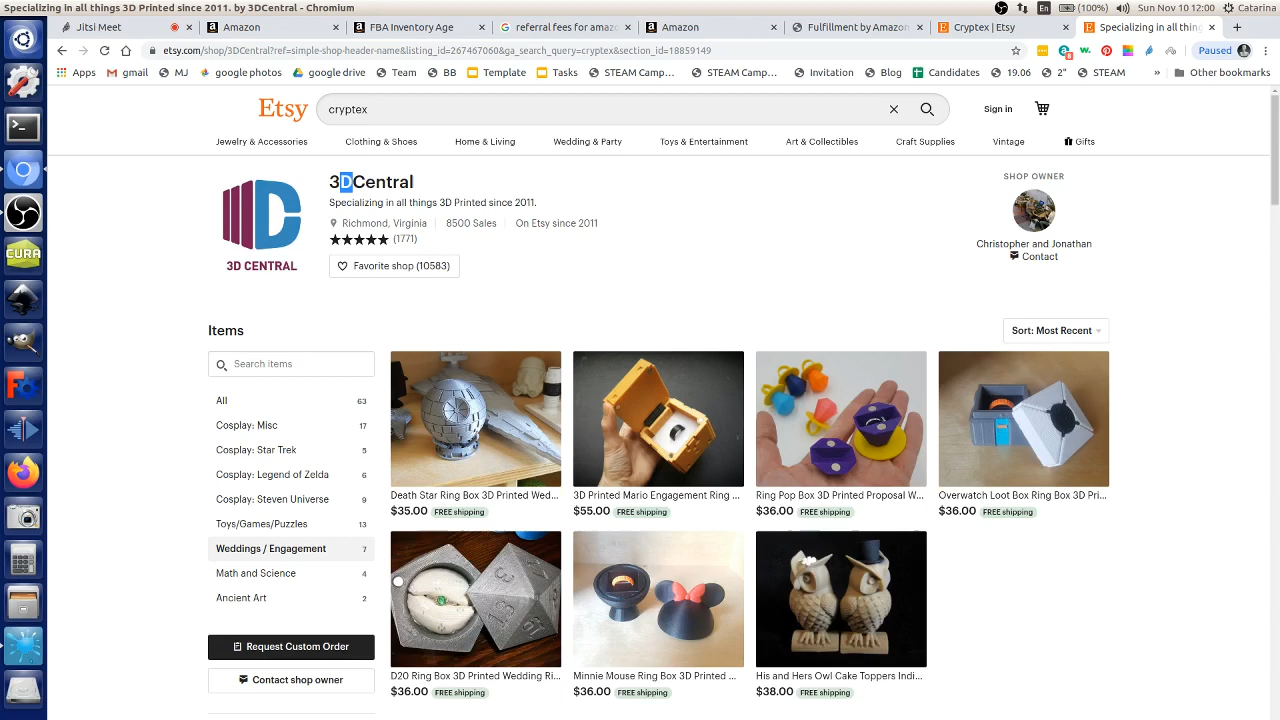 Specializing in all things 3D Printed since 2011. by 3DCentral - Chromium
En (100%) Sun Nov 10 12:00 Catarina
Jitsi Meet
Amazon
FBA Inventory Age
referral fees for amazo
Amazon
Fulfillment by Amazon
Cryptex | Etsy
Specializing in all thing
etsy.com/shop/3DCentral?ref=simple-shop-header-name&listing_id=267467060&ga_search_query=cryptex&section_id=18859149
Paused
Apps
gmail
MJ
google photos
google drive
Team
BB
Template
Tasks
STEAM Camp...
STEAM Camp...
Invitation
Blog
Candidates
19.06
2"
STEAM
»
Other bookmarks
Etsy
cryptex
Sign in
Jewelry & Accessories
Clothing & Shoes
Home & Living
Wedding & Party
Toys & Entertainment
Art & Collectibles
Craft Supplies
Vintage
Gifts
3D CENTRAL
3DCentral
Specializing in all things 3D Printed since 2011.
Richmond, Virginia
8500 Sales
On Etsy since 2011
★★★★★ (1771)
Favorite shop (10583)
SHOP OWNER
Christopher and Jonathan
Contact
Items
Sort: Most Recent
Search items
All 63
Cosplay: Misc 17
Cosplay: Star Trek 5
Cosplay: Legend of Zelda 6
Cosplay: Steven Universe 9
Toys/Games/Puzzles 13
Weddings / Engagement 7
Math and Science 4
Ancient Art 2
Request Custom Order
Contact shop owner
Death Star Ring Box 3D Printed Wed...
$35.00 FREE shipping
3D Printed Mario Engagement Ring ...
$55.00 FREE shipping
Ring Pop Box 3D Printed Proposal W...
$36.00 FREE shipping
Overwatch Loot Box Ring Box 3D Pri...
$36.00 FREE shipping
D20 Ring Box 3D Printed Wedding Ri...
$36.00 FREE shipping
Minnie Mouse Ring Box 3D Printed ...
$36.00 FREE shipping
His and Hers Owl Cake Toppers Indi...
$38.00 FREE shipping
CURA